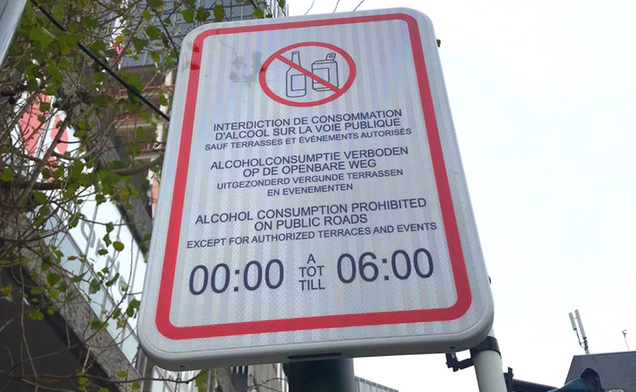 INTERDICTION DE CONSOMMATION
D'ALCOOL SUR LA VOIE PUBLIQUE
SAUF TERRASSES ET ÉVÉNEMENTS AUTORISÉS
ALCOHOLCONSUMPTIE VERBODEN
OP DE OPENBARE WEG
UITGEZONDERD VERGUNDE TERRASSEN
EN EVENEMENTEN
ALCOHOL CONSUMPTION PROHIBITED
ON PUBLIC ROADS
EXCEPT FOR AUTHORIZED TERRACES AND EVENTS
00:00 A TOT TILL 06:00